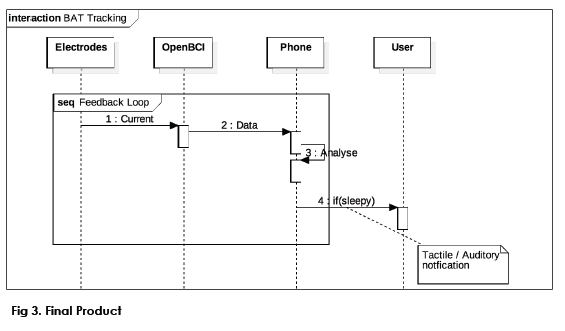 interaction BAT Tracking
Electrodes
OpenBCI
Phone
User
seq Feedback Loop
1 : Current
2 : Data
3 : Analyse
4 : if(sleepy)
Tactile / Auditory
notfication
Fig 3. Final Product